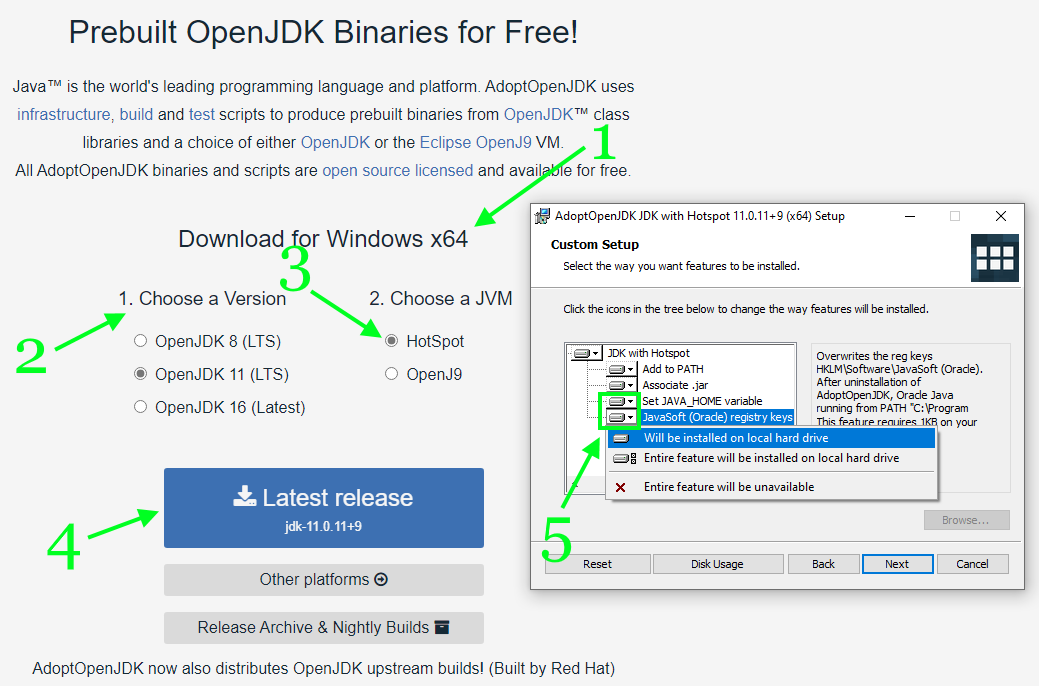 Prebuilt OpenJDK Binaries for Free!
Java™ is the world's leading programming language and platform. AdoptOpenJDK uses
infrastructure, build and test scripts to produce prebuilt binaries from OpenJDK™ class
libraries and a choice of either OpenJDK or the Eclipse OpenJ9 VM.
All AdoptOpenJDK binaries and scripts are open source licensed and available for free.
1
Download for Windows x64
3
1. Choose a Version
2. Choose a JVM
2
OpenJDK 8 (LTS)
OpenJDK 11 (LTS)
OpenJDK 16 (Latest)
HotSpot
OpenJ9
4
Latest release
jdk-11.0.11+9
Other platforms
Release Archive & Nightly Builds
AdoptOpenJDK now also distributes OpenJDK upstream builds! (Built by Red Hat)
AdoptOpenJDK JDK with Hotspot 11.0.11+9 (x64) Setup
Custom Setup
Select the way you want features to be installed.
Click the icons in the tree below to change the way features will be installed.
JDK with Hotspot
Add to PATH
Associate .jar
Set JAVA_HOME variable
JavaSoft (Oracle) registry keys
Overwrites the reg keys
HKLM\Software\JavaSoft (Oracle).
After uninstallation of
AdoptOpenJDK, Oracle Java
running from PATH "C:\Program
This feature requires 1KB on your
Will be installed on local hard drive
Entire feature will be installed on local hard drive
Entire feature will be unavailable
5
Browse...
Reset
Disk Usage
Back
Next
Cancel